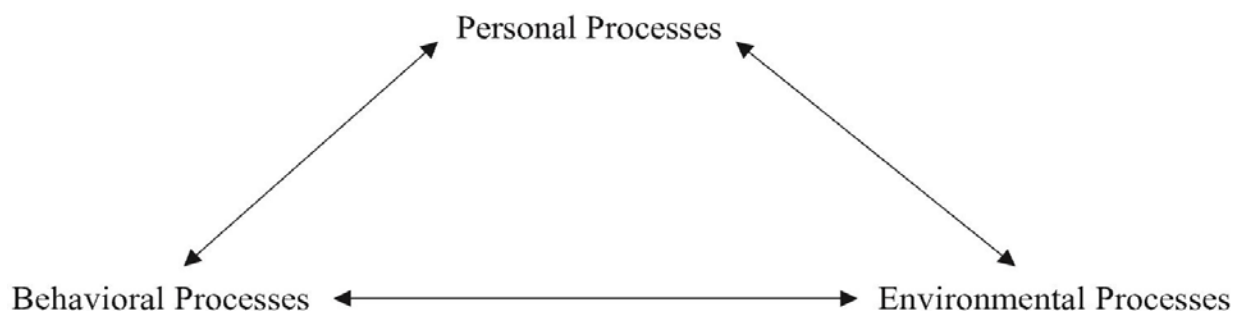 Personal Processes
Behavioral Processes
Environmental Processes